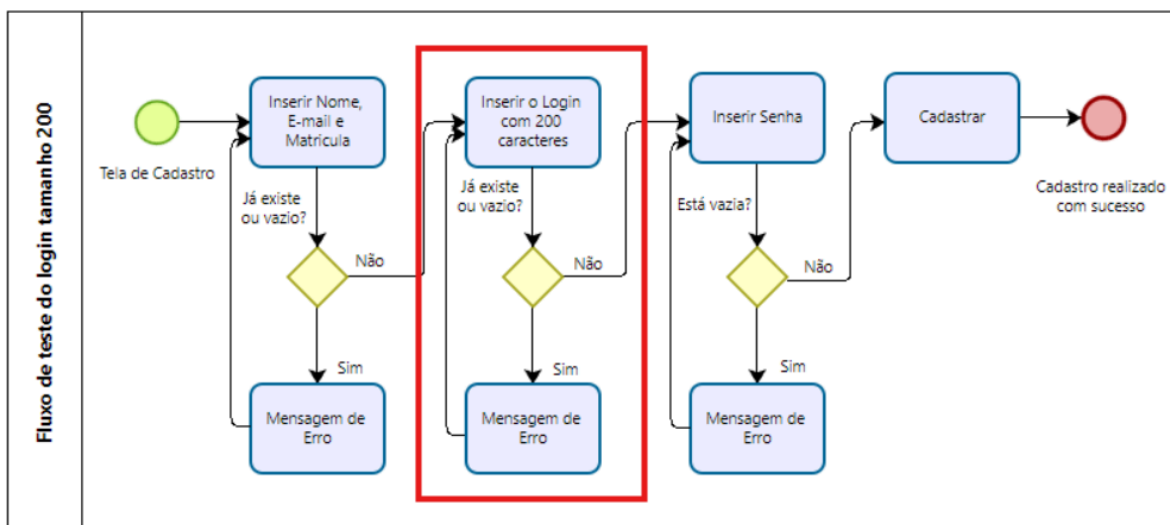 Fluxo de teste do login tamanho 200
Tela de Cadastro
Inserir Nome,
E-mail e
Matricula
Já existe
ou vazio?
Não
Sim
Mensagem de
Erro
Inserir o Login
com 200
caracteres
Já existe
ou vazio?
Não
Sim
Mensagem de
Erro
Inserir Senha
Está vazia?
Não
Sim
Mensagem de
Erro
Cadastrar
Cadastro realizado
com sucesso